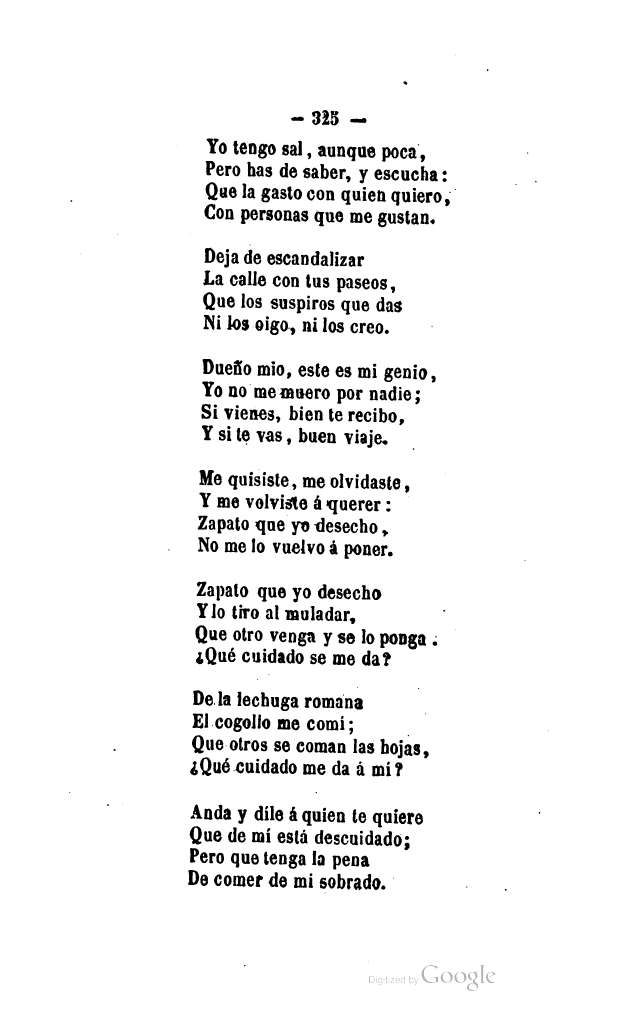 — 325 —
Yo tengo sal, aunque poca,
Pero has de saber, y escucha:
Que la gasto con quien quiero,
Con personas que me gustan.
Deja de escandalizar
La calle con tus paseos,
Que los suspiros que das
Ni los oigo, ni los creo.
Dueño mio, este es mi genio,
Yo no me muero por nadie;
Si vienes, bien te recibo,
Y si te vas, buen viaje.
Me quisiste, me olvidaste,
Y me volviste á querer:
Zapato que yo desecho,
No me lo vuelvo á poner.
Zapato que yo desecho
Y lo tiro al muladar,
Que otro venga y se lo ponga.
¿Qué cuidado se me da?
De la lechuga romana
El cogollo me comi;
Que otros se coman las hojas,
¿Qué cuidado me da á mí?
Anda y dile á quien te quiere
Que de mí está descuidado;
Pero que tenga la pena
De comer de mi sobrado.
Digitized by Google